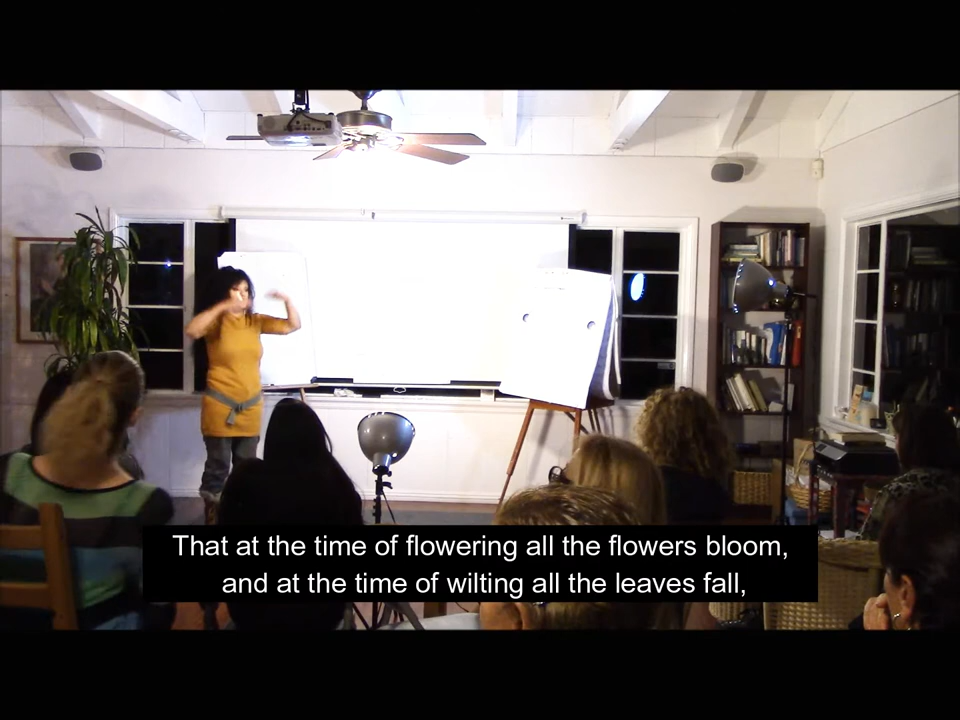 That at the time of flowering all the flowers bloom,
and at the time of wilting all the leaves fall,